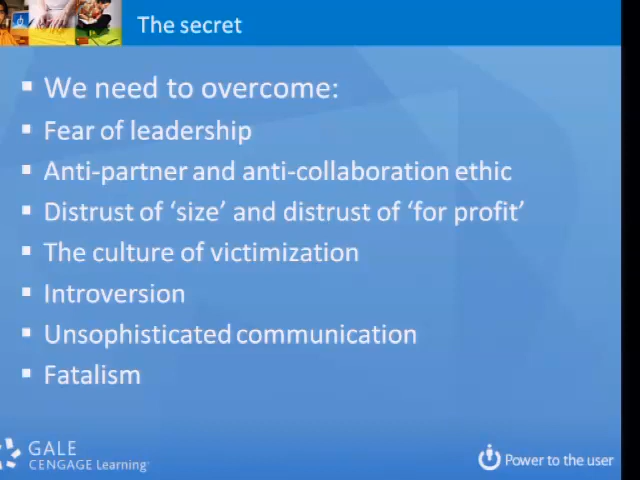 The secret
We need to overcome:
Fear of leadership
Anti-partner and anti-collaboration ethic
Distrust of ‘size’ and distrust of ‘for profit’
The culture of victimization
Introversion
Unsophisticated communication
Fatalism
GALE
CENGAGE Learning
Power to the user